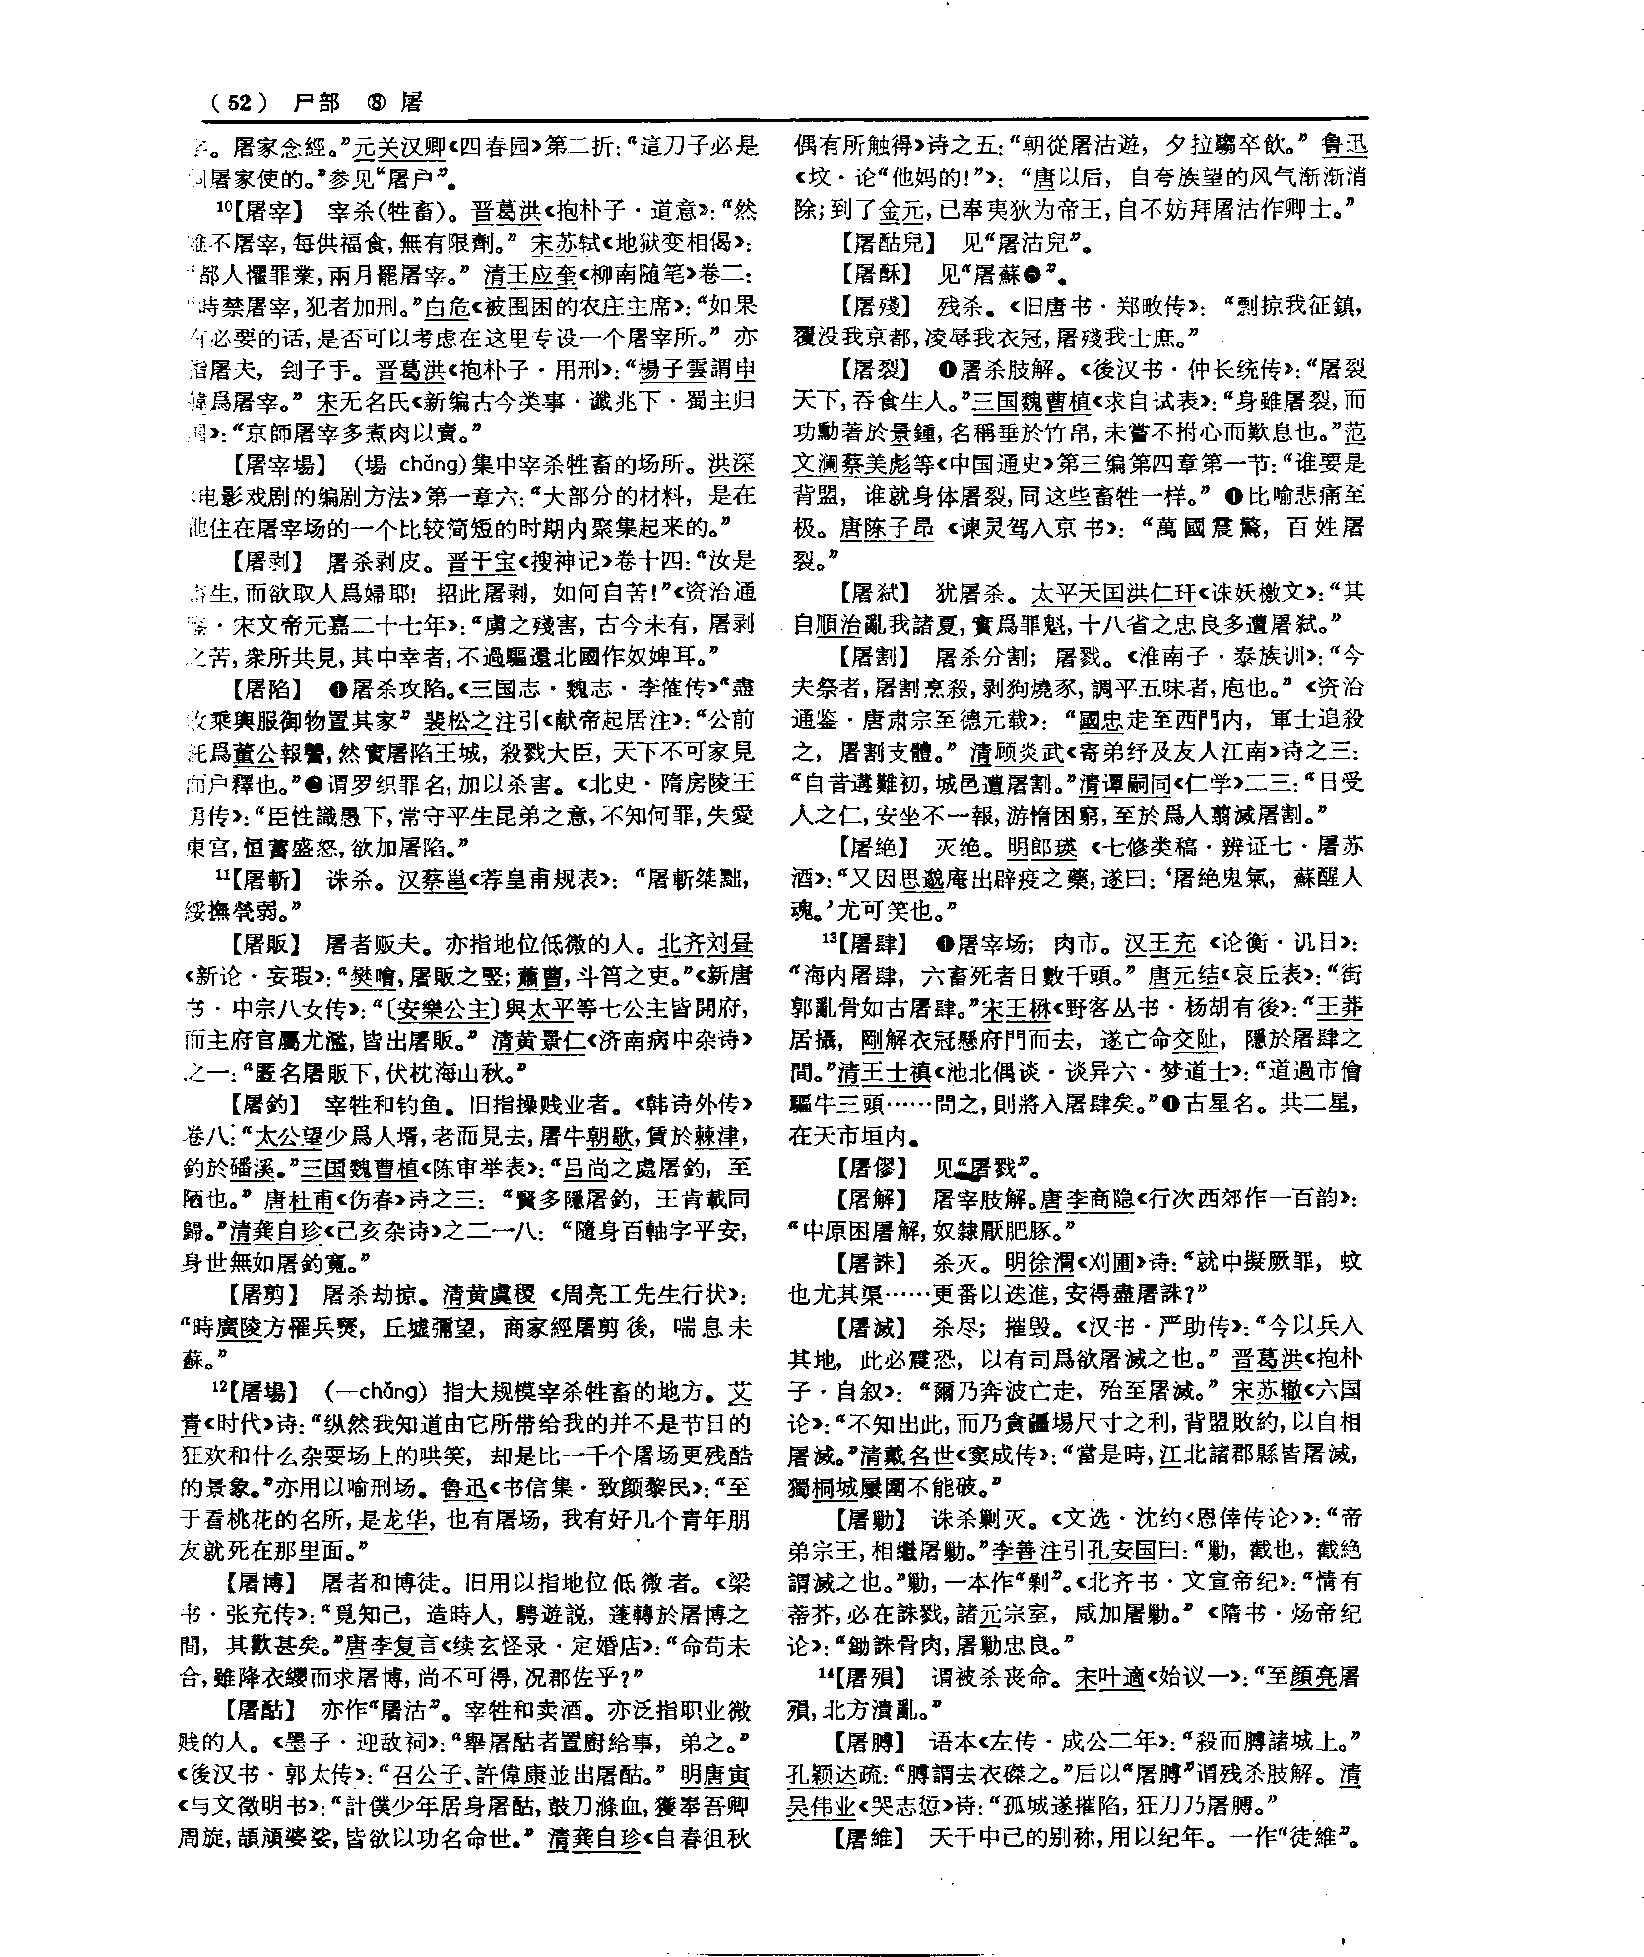 （52） 尸部 ⑧ 屠
。屠家念經。”元关汉卿《四春园》第二折：“這刀子必是
屠家使的。”参见“屠户”。
10【屠宰】 宰杀（牲畜）。晋葛洪《抱朴子·道意》：“然
雖不屠宰，每供福食，無有限劑。” 宋苏轼《地狱变相偈》：
“都人懼罪業，兩月罷屠宰。” 清王应奎《柳南随笔》卷二：
“時禁屠宰，犯者加刑。”白危《被围困的农庄主席》：“如果
有必要的话，是否可以考虑在这里专设一个屠宰所。” 亦
指屠夫，刽子手。晋葛洪《抱朴子·用刑》：“揚子雲謂申
韓爲屠宰。” 宋无名氏《新编古今类事·谶兆下·蜀主归
国》：“京師屠宰多煮肉以賣。”
【屠宰場】 （場 chǎng）集中宰杀牲畜的场所。洪深
《电影戏剧的编剧方法》第一章六：“大部分的材料，是在
他住在屠宰场的一个比较简短的时期内聚集起来的。”
【屠剥】 屠杀剥皮。晋干宝《搜神记》卷十四：“汝是
畜生，而欲取人爲婦耶！招此屠剥，如何自苦！”《资治通
鉴·宋文帝元嘉二十七年》：“虜之殘害，古今未有，屠剥
之苦，衆所共見，其中幸者，不過驅還北國作奴婢耳。”
【屠陷】 ❶屠杀攻陷。《三国志·魏志·李傕传》“盡
收乘輿服御物置其家” 裴松之注引《献帝起居注》：“公前
託爲董公報讐，然實屠陷王城，殺戮大臣，天下不可家見
而户釋也。”❷谓罗织罪名，加以杀害。《北史·隋房陵王
勇传》：“臣性識愚下，常守平生昆弟之意，不知何罪，失愛
東宫，恒蓄盛怒，欲加屠陷。”
11【屠斬】 诛杀。汉蔡邕《荐皇甫规表》：“屠斬桀黠，
綏撫煢弱。”
【屠販】 屠者贩夫。亦指地位低微的人。北齐刘昼
《新论·妄瑕》：“樊噲，屠販之豎；蕭曹，斗筲之吏。”《新唐
书·中宗八女传》：“〔安樂公主〕與太平等七公主皆開府，
而主府官屬尤濫，皆出屠販。” 清黄景仁《济南病中杂诗》
之一：“匿名屠販下，伏枕海山秋。”
【屠釣】 宰牲和钓鱼。旧指操贱业者。《韩诗外传》
卷八：“太公望少爲人壻，老而見去，屠牛朝歌，賃於棘津，
釣於磻溪。”三国魏曹植《陈审举表》：“吕尚之處屠釣，至
陋也。” 唐杜甫《伤春》诗之三：“賢多隱屠釣，王肯載同
歸。”清龚自珍《己亥杂诗》之二一八：“隨身百軸字平安，
身世無如屠釣寬。”
【屠剪】 屠杀劫掠。清黄虞稷《周亮工先生行状》：
“時廣陵方罹兵燹，丘墟彌望，商家經屠剪後，喘息未
蘇。”
12【屠場】 （—chǎng）指大规模宰杀牲畜的地方。艾
青《时代》诗：“纵然我知道由它所带给我的并不是节日的
狂欢和什么杂耍场上的哄笑，却是比一千个屠场更残酷
的景象。”亦用以喻刑场。鲁迅《书信集·致颜黎民》：“至
于看桃花的名所，是龙华，也有屠场，我有好几个青年朋
友就死在那里面。”
【屠博】 屠者和博徒。旧用以指地位低微者。《梁
书·张充传》：“覓知己，造時人，騁遊説，蓬轉於屠博之
間，其歡甚矣。”唐李复言《续玄怪录·定婚店》：“命苟未
合，雖降衣纓而求屠博，尚不可得，况郡佐乎？”
【屠酤】 亦作“屠沽”。宰牲和卖酒。亦泛指职业微
贱的人。《墨子·迎敌祠》：“舉屠酤者置廚給事，弟之。”
《後汉书·郭太传》：“召公子、許偉康並出屠酤。” 明唐寅
《与文徵明书》：“計僕少年居身屠酤，鼓刀滌血，獲奉吾卿
周旋，頡頏婆娑，皆欲以功名命世。” 清龚自珍《自春徂秋
偶有所触得》诗之五：“朝從屠沽遊，夕拉騶卒飲。” 鲁迅
《坟·论“他妈的！”》：“唐以后，自夸族望的风气渐渐消
除；到了金元，已奉夷狄为帝王，自不妨拜屠沽作卿士。”
【屠酤兒】 见“屠沽兒”。
【屠酥】 见“屠蘇❷”。
【屠殘】 残杀。《旧唐书·郑畋传》：“剽掠我征鎮，
覆没我京都，凌辱我衣冠，屠殘我士庶。”
【屠裂】 ❶屠杀肢解。《後汉书·仲长统传》：“屠裂
天下，吞食生人。”三国魏曹植《求自试表》：“身雖屠裂，而
功勳著於景鍾，名稱垂於竹帛，未嘗不拊心而歎息也。”范
文澜蔡美彪等《中国通史》第三编第四章第一节：“谁要是
背盟，谁就身体屠裂，同这些畜牲一样。” ❶比喻悲痛至
极。唐陈子昂《谏灵驾入京书》：“萬國震驚，百姓屠
裂。”
【屠弑】 犹屠杀。太平天国洪仁玕《诛妖檄文》：“其
自順治亂我諸夏，實爲罪魁，十八省之忠良多遭屠弑。”
【屠割】 屠杀分割；屠戮。《淮南子·泰族训》：“今
夫祭者，屠割烹殺，剥狗燒豕，調平五味者，庖也。” 《资治
通鉴·唐肃宗至德元载》：“國忠走至西門内，軍士追殺
之，屠割支體。” 清顾炎武《寄弟纾及友人江南》诗之三：
“自昔遘難初，城邑遭屠割。”清谭嗣同《仁学》二三：“日受
人之仁，安坐不一報，游惰困窮，至於爲人翦滅屠割。”
【屠绝】 灭绝。明郎瑛《七修类稿·辨证七·屠苏
酒》：“又因思邈庵出辟疫之藥，遂曰：‘屠絶鬼氣，蘇醒人
魂。’尤可笑也。”
13【屠肆】 ❶屠宰场；肉市。汉王充《论衡·讥日》：
“海内屠肆，六畜死者日數千頭。” 唐元结《哀丘表》：“街
郭亂骨如古屠肆。”宋王楙《野客丛书·杨胡有後》：“王莽
居攝，剛解衣冠懸府門而去，遂亡命交阯，隱於屠肆之
間。”清王士禛《池北偶谈·谈异六·梦道士》：“道過市儈
驅牛三頭……問之，則將入屠肆矣。”❶古星名。共二星，
在天市垣内。
【屠僇】 见“屠戮”。
【屠解】 屠宰肢解。唐李商隐《行次西郊作一百韵》：
“中原困屠解，奴隸厭肥豚。”
【屠誅】 杀灭。明徐渭《刈圃》诗：“就中擬厥罪，蚊
也尤其渠……更番以迭進，安得盡屠誅？”
【屠滅】 杀尽；摧毁。《汉书·严助传》：“今以兵入
其地，此必震恐，以有司爲欲屠滅之也。” 晋葛洪《抱朴
子·自叙》：“爾乃奔波亡走，殆至屠滅。” 宋苏辙《六国
论》：“不知出此，而乃貪疆埸尺寸之利，背盟敗約，以自相
屠滅。”清戴名世《窦成传》：“當是時，江北諸郡縣皆屠滅，
獨桐城屢圍不能破。”
【屠勦】 诛杀剿灭。《文选·沈约〈恩倖传论〉》：“帝
弟宗王，相繼屠勦。”李善注引孔安国曰：“勦，截也，截絶
謂滅之也。”勦，一本作“剿”。《北齐书·文宣帝纪》：“情有
蒂芥，必在誅戮，諸元宗室，咸加屠勦。” 《隋书·炀帝纪
论》：“鋤誅骨肉，屠勦忠良。”
14【屠殞】 谓被杀丧命。宋叶適《始议一》：“至顔亮屠
殞，北方潰亂。”
【屠膊】 语本《左传·成公二年》：“殺而膊諸城上。”
孔颖达疏：“膊謂去衣磔之。”后以“屠膊”谓残杀肢解。清
吴伟业《哭志衍》诗：“孤城遂摧陷，狂刀乃屠膊。”
【屠維】 天干中己的别称，用以纪年。一作“徒維”。